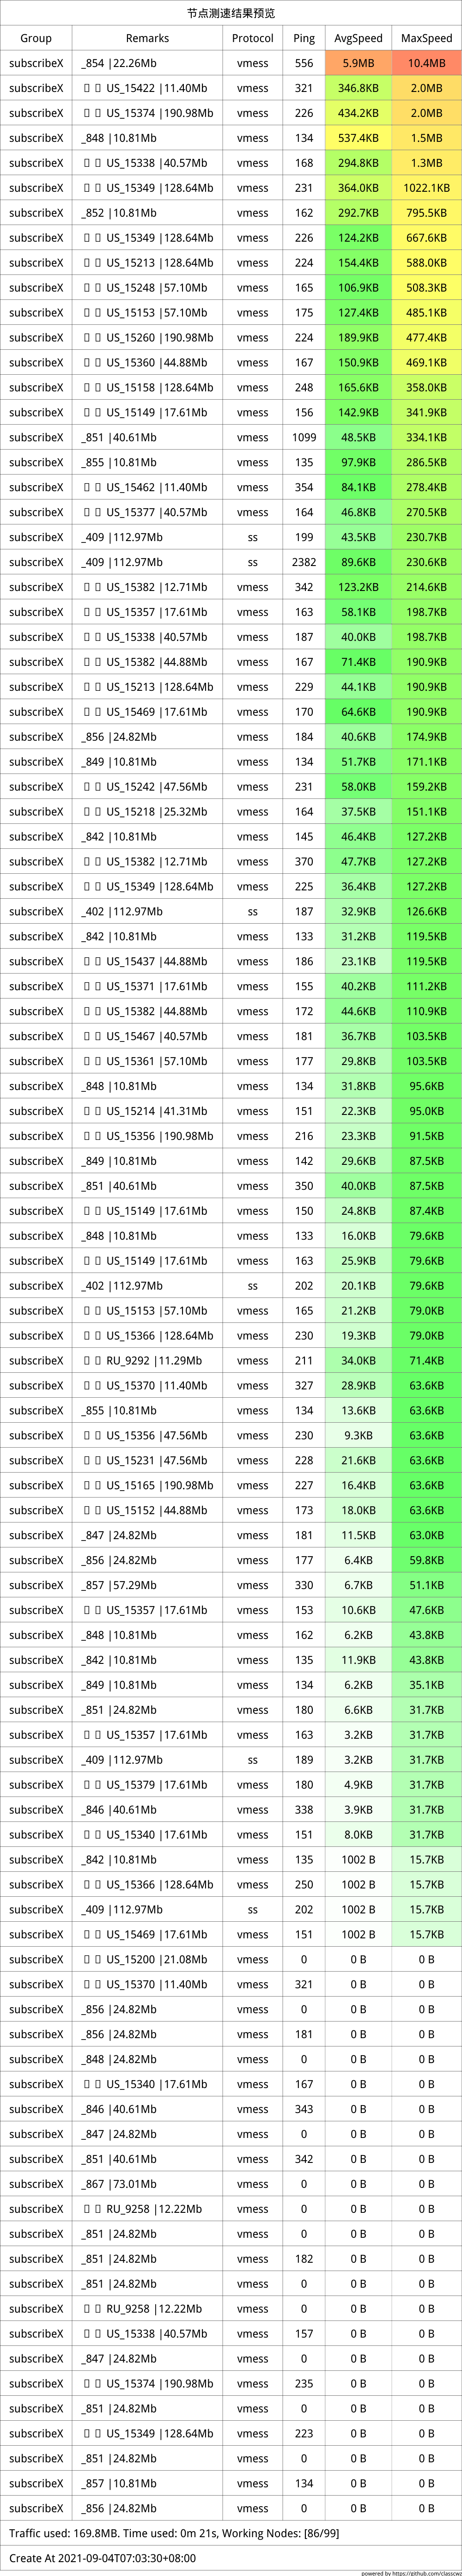 节点测速结果预览
Group Remarks Protocol Ping AvgSpeed MaxSpeed
subscribeX _854 |22.26Mb vmess 556 5.9MB 10.4MB
subscribeX US_15422 |11.40Mb vmess 321 346.8KB 2.0MB
subscribeX US_15374 |190.98Mb vmess 226 434.2KB 2.0MB
subscribeX _848 |10.81Mb vmess 134 537.4KB 1.5MB
subscribeX US_15338 |40.57Mb vmess 168 294.8KB 1.3MB
subscribeX US_15349 |128.64Mb vmess 231 364.0KB 1022.1KB
subscribeX _852 |10.81Mb vmess 162 292.7KB 795.5KB
subscribeX US_15349 |128.64Mb vmess 226 124.2KB 667.6KB
subscribeX US_15213 |128.64Mb vmess 224 154.4KB 588.0KB
subscribeX US_15248 |57.10Mb vmess 165 106.9KB 508.3KB
subscribeX US_15153 |57.10Mb vmess 175 127.4KB 485.1KB
subscribeX US_15260 |190.98Mb vmess 224 189.9KB 477.4KB
subscribeX US_15360 |44.88Mb vmess 167 150.9KB 469.1KB
subscribeX US_15158 |128.64Mb vmess 248 165.6KB 358.0KB
subscribeX US_15149 |17.61Mb vmess 156 142.9KB 341.9KB
subscribeX _851 |40.61Mb vmess 1099 48.5KB 334.1KB
subscribeX _855 |10.81Mb vmess 135 97.9KB 286.5KB
subscribeX US_15462 |11.40Mb vmess 354 84.1KB 278.4KB
subscribeX US_15377 |40.57Mb vmess 164 46.8KB 270.5KB
subscribeX _409 |112.97Mb ss 199 43.5KB 230.7KB
subscribeX _409 |112.97Mb ss 2382 89.6KB 230.6KB
subscribeX US_15382 |12.71Mb vmess 342 123.2KB 214.6KB
subscribeX US_15357 |17.61Mb vmess 163 58.1KB 198.7KB
subscribeX US_15338 |40.57Mb vmess 187 40.0KB 198.7KB
subscribeX US_15382 |44.88Mb vmess 167 71.4KB 190.9KB
subscribeX US_15213 |128.64Mb vmess 229 44.1KB 190.9KB
subscribeX US_15469 |17.61Mb vmess 170 64.6KB 190.9KB
subscribeX _856 |24.82Mb vmess 184 40.6KB 174.9KB
subscribeX _849 |10.81Mb vmess 134 51.7KB 171.1KB
subscribeX US_15242 |47.56Mb vmess 231 58.0KB 159.2KB
subscribeX US_15218 |25.32Mb vmess 164 37.5KB 151.1KB
subscribeX _842 |10.81Mb vmess 145 46.4KB 127.2KB
subscribeX US_15382 |12.71Mb vmess 370 47.7KB 127.2KB
subscribeX US_15349 |128.64Mb vmess 225 36.4KB 127.2KB
subscribeX _402 |112.97Mb ss 187 32.9KB 126.6KB
subscribeX _842 |10.81Mb vmess 133 31.2KB 119.5KB
subscribeX US_15437 |44.88Mb vmess 186 23.1KB 119.5KB
subscribeX US_15371 |17.61Mb vmess 155 40.2KB 111.2KB
subscribeX US_15382 |44.88Mb vmess 172 44.6KB 110.9KB
subscribeX US_15467 |40.57Mb vmess 181 36.7KB 103.5KB
subscribeX US_15361 |57.10Mb vmess 177 29.8KB 103.5KB
subscribeX _848 |10.81Mb vmess 134 31.8KB 95.6KB
subscribeX US_15214 |41.31Mb vmess 151 22.3KB 95.0KB
subscribeX US_15356 |190.98Mb vmess 216 23.3KB 91.5KB
subscribeX _849 |10.81Mb vmess 142 29.6KB 87.5KB
subscribeX _851 |40.61Mb vmess 350 40.0KB 87.5KB
subscribeX US_15149 |17.61Mb vmess 150 24.8KB 87.4KB
subscribeX _848 |10.81Mb vmess 133 16.0KB 79.6KB
subscribeX US_15149 |17.61Mb vmess 163 25.9KB 79.6KB
subscribeX _402 |112.97Mb ss 202 20.1KB 79.6KB
subscribeX US_15153 |57.10Mb vmess 165 21.2KB 79.0KB
subscribeX US_15366 |128.64Mb vmess 230 19.3KB 79.0KB
subscribeX RU_9292 |11.29Mb vmess 211 34.0KB 71.4KB
subscribeX US_15370 |11.40Mb vmess 327 28.9KB 63.6KB
subscribeX _855 |10.81Mb vmess 134 13.6KB 63.6KB
subscribeX US_15356 |47.56Mb vmess 230 9.3KB 63.6KB
subscribeX US_15231 |47.56Mb vmess 228 21.6KB 63.6KB
subscribeX US_15165 |190.98Mb vmess 227 16.4KB 63.6KB
subscribeX US_15152 |44.88Mb vmess 173 18.0KB 63.6KB
subscribeX _847 |24.82Mb vmess 181 11.5KB 63.0KB
subscribeX _856 |24.82Mb vmess 177 6.4KB 59.8KB
subscribeX _857 |57.29Mb vmess 330 6.7KB 51.1KB
subscribeX US_15357 |17.61Mb vmess 153 10.6KB 47.6KB
subscribeX _848 |10.81Mb vmess 162 6.2KB 43.8KB
subscribeX _842 |10.81Mb vmess 135 11.9KB 43.8KB
subscribeX _849 |10.81Mb vmess 134 6.2KB 35.1KB
subscribeX _851 |24.82Mb vmess 180 6.6KB 31.7KB
subscribeX US_15357 |17.61Mb vmess 163 3.2KB 31.7KB
subscribeX _409 |112.97Mb ss 189 3.2KB 31.7KB
subscribeX US_15379 |17.61Mb vmess 180 4.9KB 31.7KB
subscribeX _846 |40.61Mb vmess 338 3.9KB 31.7KB
subscribeX US_15340 |17.61Mb vmess 151 8.0KB 31.7KB
subscribeX _842 |10.81Mb vmess 135 1002 B 15.7KB
subscribeX US_15366 |128.64Mb vmess 250 1002 B 15.7KB
subscribeX _409 |112.97Mb ss 202 1002 B 15.7KB
subscribeX US_15469 |17.61Mb vmess 151 1002 B 15.7KB
subscribeX US_15200 |21.08Mb vmess 0 0 B 0 B
subscribeX US_15370 |11.40Mb vmess 321 0 B 0 B
subscribeX _856 |24.82Mb vmess 0 0 B 0 B
subscribeX _856 |24.82Mb vmess 181 0 B 0 B
subscribeX _848 |24.82Mb vmess 0 0 B 0 B
subscribeX US_15340 |17.61Mb vmess 167 0 B 0 B
subscribeX _846 |40.61Mb vmess 343 0 B 0 B
subscribeX _847 |24.82Mb vmess 0 0 B 0 B
subscribeX _851 |40.61Mb vmess 342 0 B 0 B
subscribeX _867 |73.01Mb vmess 0 0 B 0 B
subscribeX RU_9258 |12.22Mb vmess 0 0 B 0 B
subscribeX _851 |24.82Mb vmess 0 0 B 0 B
subscribeX _851 |24.82Mb vmess 182 0 B 0 B
subscribeX _851 |24.82Mb vmess 0 0 B 0 B
subscribeX RU_9258 |12.22Mb vmess 0 0 B 0 B
subscribeX US_15338 |40.57Mb vmess 157 0 B 0 B
subscribeX _847 |24.82Mb vmess 0 0 B 0 B
subscribeX US_15374 |190.98Mb vmess 235 0 B 0 B
subscribeX _851 |24.82Mb vmess 0 0 B 0 B
subscribeX US_15349 |128.64Mb vmess 223 0 B 0 B
subscribeX _851 |24.82Mb vmess 0 0 B 0 B
subscribeX _857 |10.81Mb vmess 134 0 B 0 B
subscribeX _856 |24.82Mb vmess 0 0 B 0 B
Traffic used: 169.8MB. Time used: 0m 21s, Working Nodes: [86/99]
Create At 2021-09-04T07:03:30+08:00
powered by https://github.com/classcwz